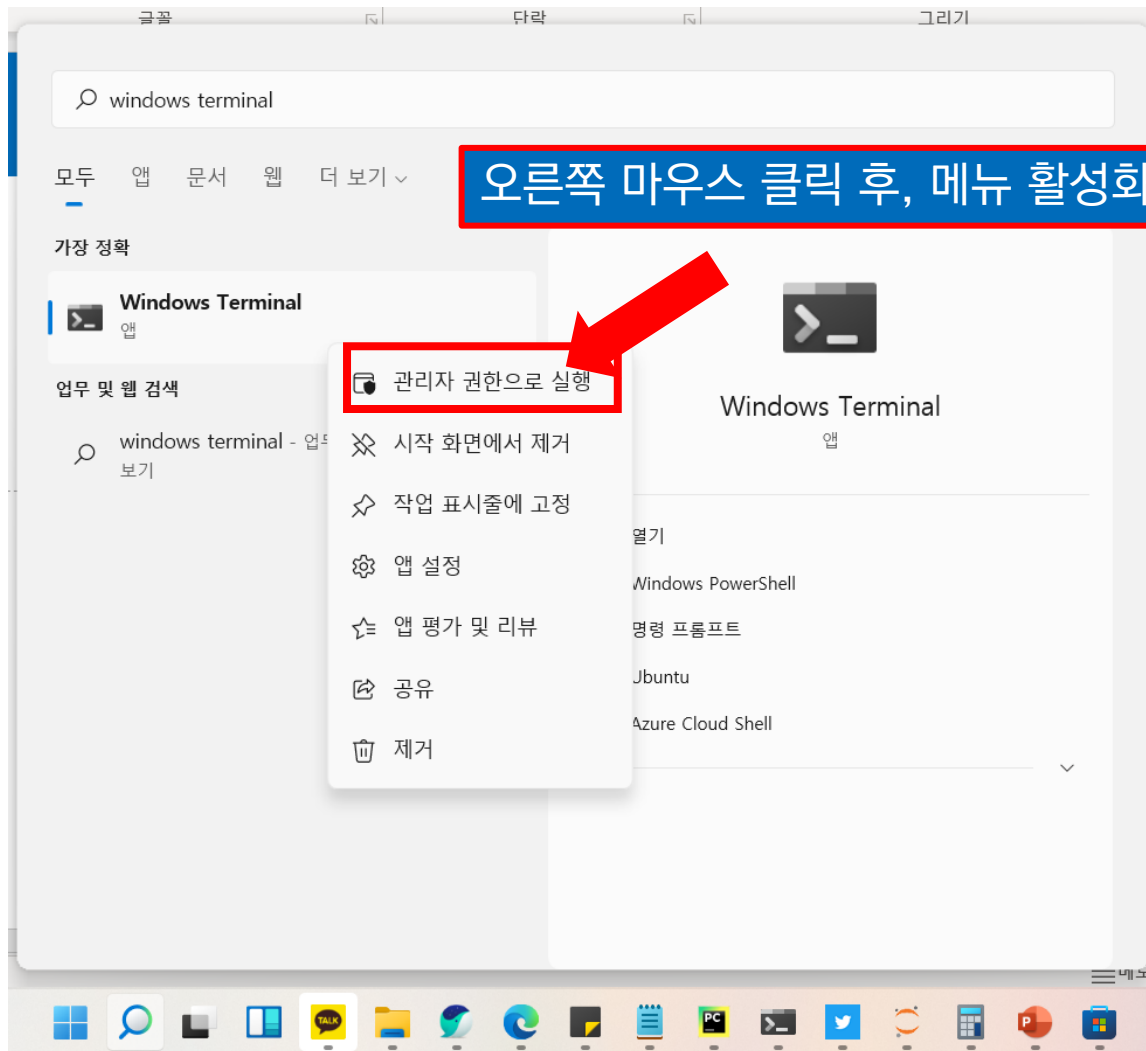 글꼴 단락 그리기
windows terminal
모두 앱 문서 웹 더 보기
오른쪽 마우스 클릭 후, 메뉴 활성화
가장 정확
Windows Terminal
앱
업무 및 웹 검색
windows terminal - 업무
보기
관리자 권한으로 실행
시작 화면에서 제거
작업 표시줄에 고정
앱 설정
앱 평가 및 리뷰
공유
제거
Windows Terminal
앱
열기
Windows PowerShell
명령 프롬프트
Ubuntu
Azure Cloud Shell
메모
TALK
PC
P